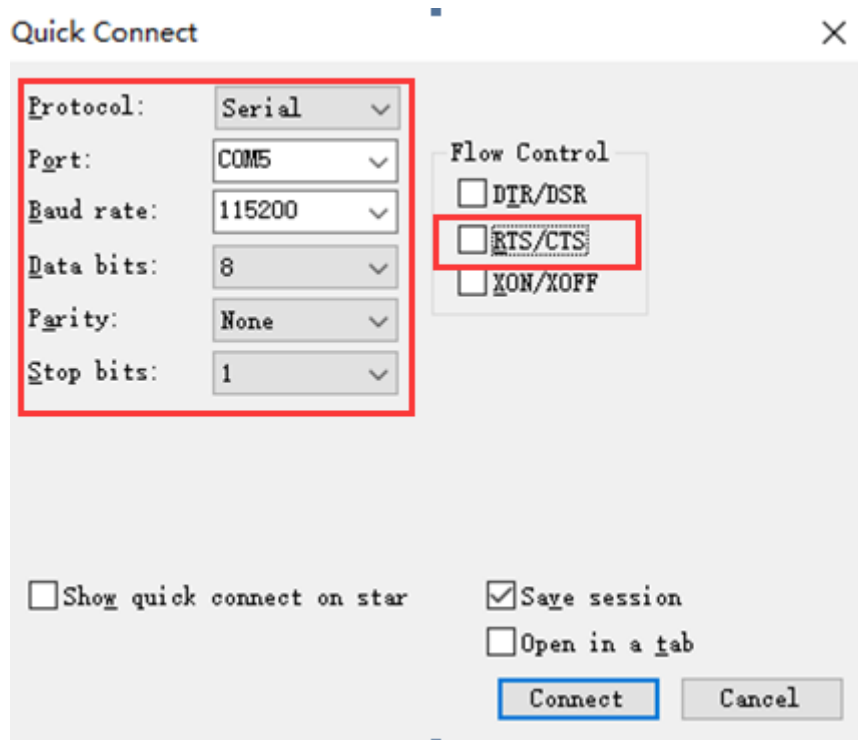 Quick Connect
Protocol: Serial
Port: COM5
Baud rate: 115200
Data bits: 8
Parity: None
Stop bits: 1
Flow Control
DTR/DSR
RTS/CTS
XON/XOFF
Show quick connect on star
Save session
Open in a tab
Connect
Cancel